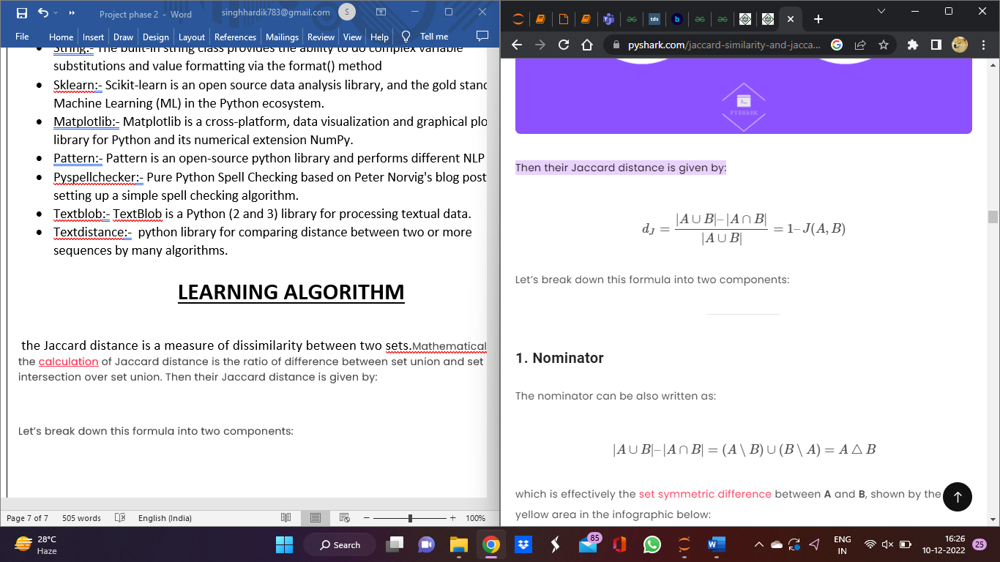 Project phase 2 - Word
singhhardik783@gmail.com
S
File Home Insert Draw Design Layout References Mailings Review View Help Tell me
String:- The built-in string class provides the ability to do complex variable
substitutions and value formatting via the format() method
Sklearn:- Scikit-learn is an open source data analysis library, and the gold stanc
Machine Learning (ML) in the Python ecosystem.
Matplotlib:- Matplotlib is a cross-platform, data visualization and graphical plo
library for Python and its numerical extension NumPy.
Pattern:- Pattern is an open-source python library and performs different NLP
Pyspellchecker:- Pure Python Spell Checking based on Peter Norvig's blog post
setting up a simple spell checking algorithm.
Textblob:- TextBlob is a Python (2 and 3) library for processing textual data.
Textdistance:- python library for comparing distance between two or more
sequences by many algorithms.
LEARNING ALGORITHM
the Jaccard distance is a measure of dissimilarity between two sets.Mathematical
the calculation of Jaccard distance is the ratio of difference between set union and set
intersection over set union. Then their Jaccard distance is given by:
Let's break down this formula into two components:
Page 7 of 7 505 words English (India) 100%
tds
b
pyshark.com/jaccard-similarity-and-jacca...
PYSHARK
Then their Jaccard distance is given by:
d_J = |A ∪ B|–|A ∩ B| / |A ∪ B| = 1–J(A, B)
Let's break down this formula into two components:
1. Nominator
The nominator can be also written as:
|A ∪ B|–|A ∩ B| = (A \ B) ∪ (B \ A) = A △ B
which is effectively the set symmetric difference between A and B, shown by the
yellow area in the infographic below:
28°C
Haze
Search
85
ENG
IN
16:26
10-12-2022
25